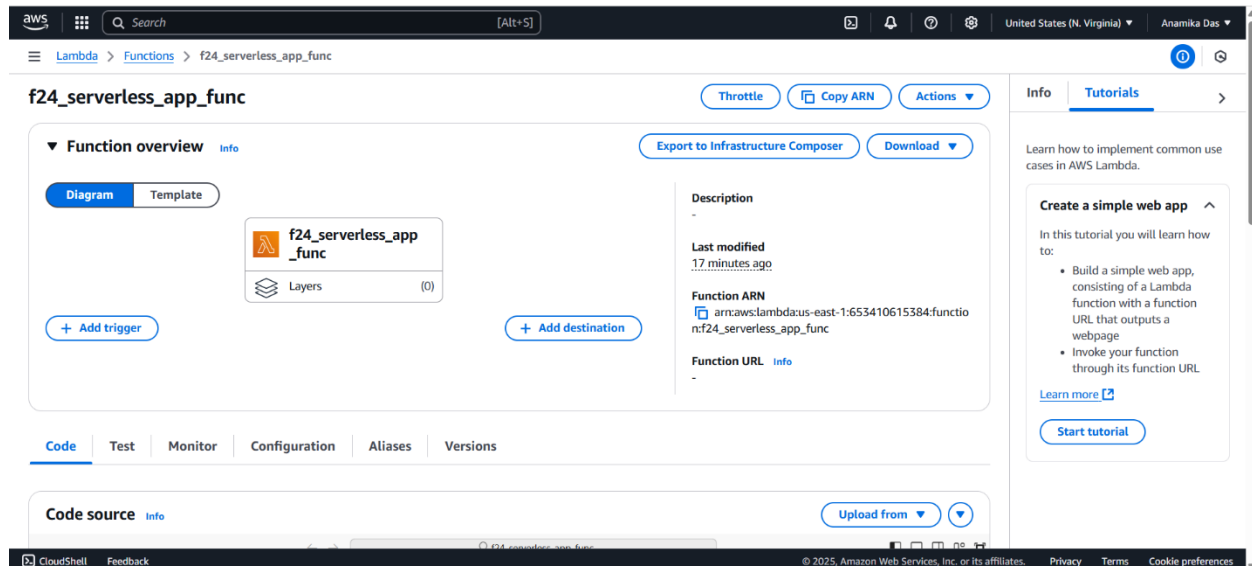 aws
Search
[Alt+S]
United States (N. Virginia) ▼
Anamika Das ▼
Lambda > Functions > f24_serverless_app_func
f24_serverless_app_func
Throttle
Copy ARN
Actions ▼
Function overview Info
Export to Infrastructure Composer
Download ▼
Diagram
Template
f24_serverless_app
_func
Layers
(0)
+ Add trigger
+ Add destination
Description
-
Last modified
17 minutes ago
Function ARN
arn:aws:lambda:us-east-1:653410615384:functio
n:f24_serverless_app_func
Function URL Info
-
Code
Test
Monitor
Configuration
Aliases
Versions
Code source Info
Upload from ▼
f24_serverless_app_func
Info
Tutorials
Learn how to implement common use
cases in AWS Lambda.
Create a simple web app
In this tutorial you will learn how
to:
• Build a simple web app,
consisting of a Lambda
function with a function
URL that outputs a
webpage
• Invoke your function
through its function URL
Learn more
Start tutorial
CloudShell
Feedback
© 2025, Amazon Web Services, Inc. or its affiliates.
Privacy
Terms
Cookie preferences